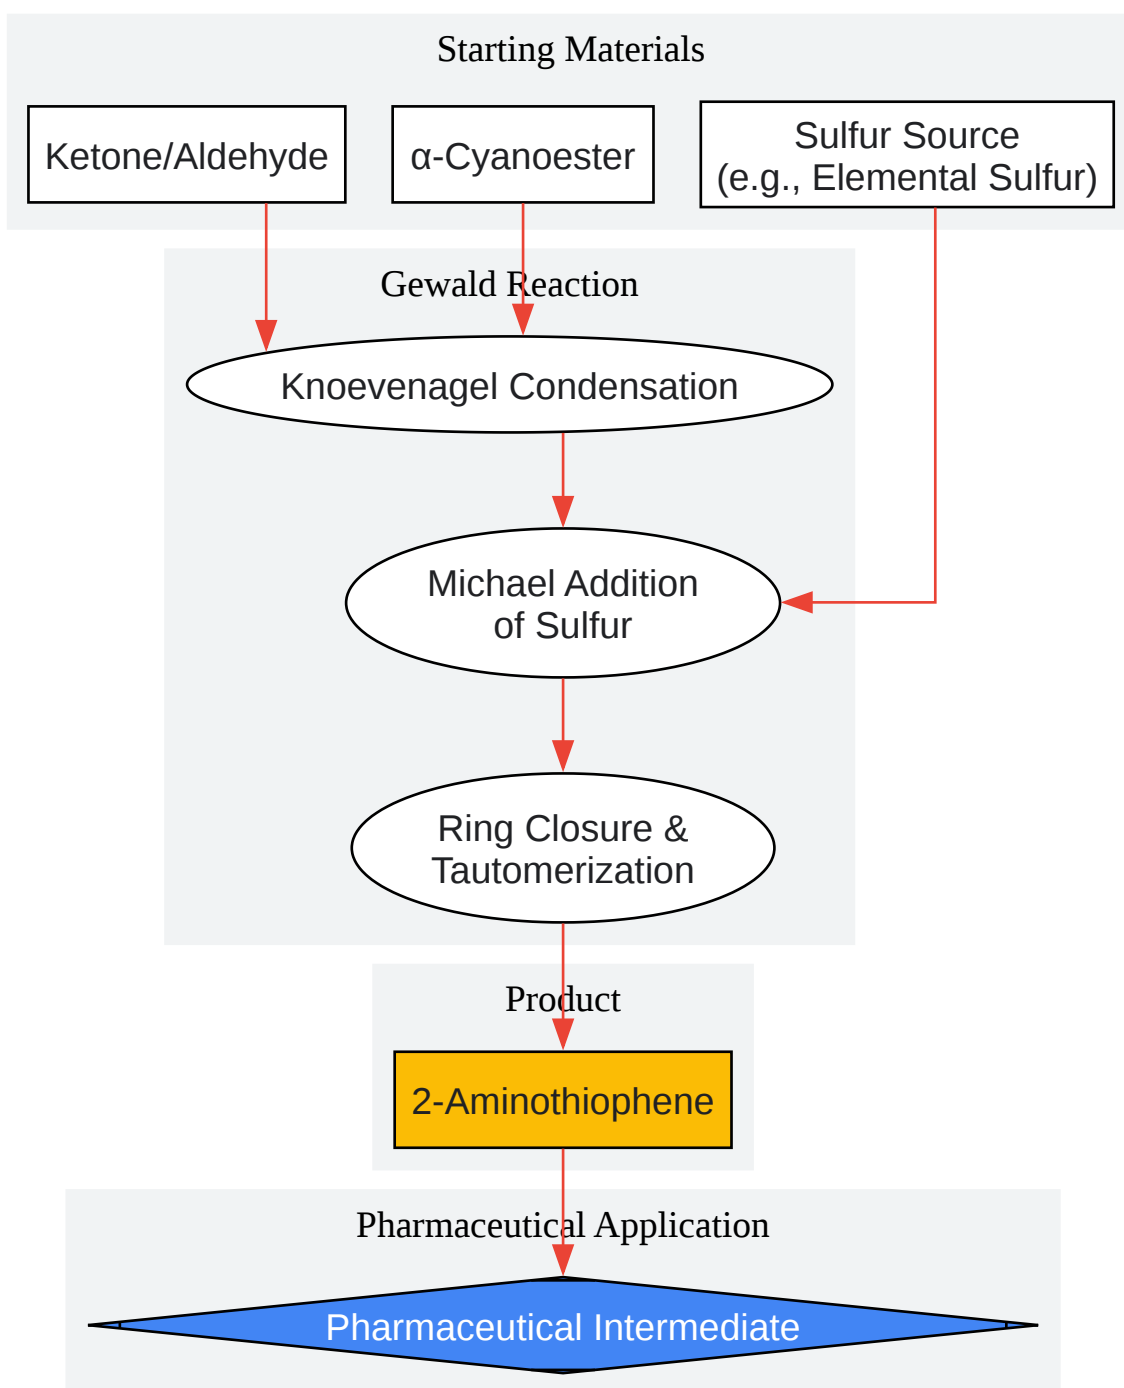 Starting Materials
Ketone/Aldehyde
α-Cyanoester
Sulfur Source
(e.g., Elemental Sulfur)
Gewald Reaction
Knoevenagel Condensation
Michael Addition
of Sulfur
Ring Closure &
Tautomerization
Product
2-Aminothiophene
Pharmaceutical Application
Pharmaceutical Intermediate